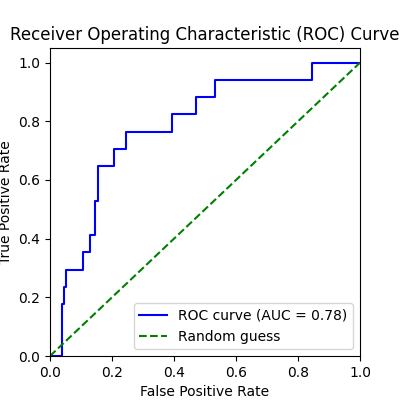 Receiver Operating Characteristic (ROC) Curve
True Positive Rate
1.0
0.8
0.6
0.4
0.2
0.0
ROC curve (AUC = 0.78)
Random guess
0.0 0.2 0.4 0.6 0.8 1.0
False Positive Rate